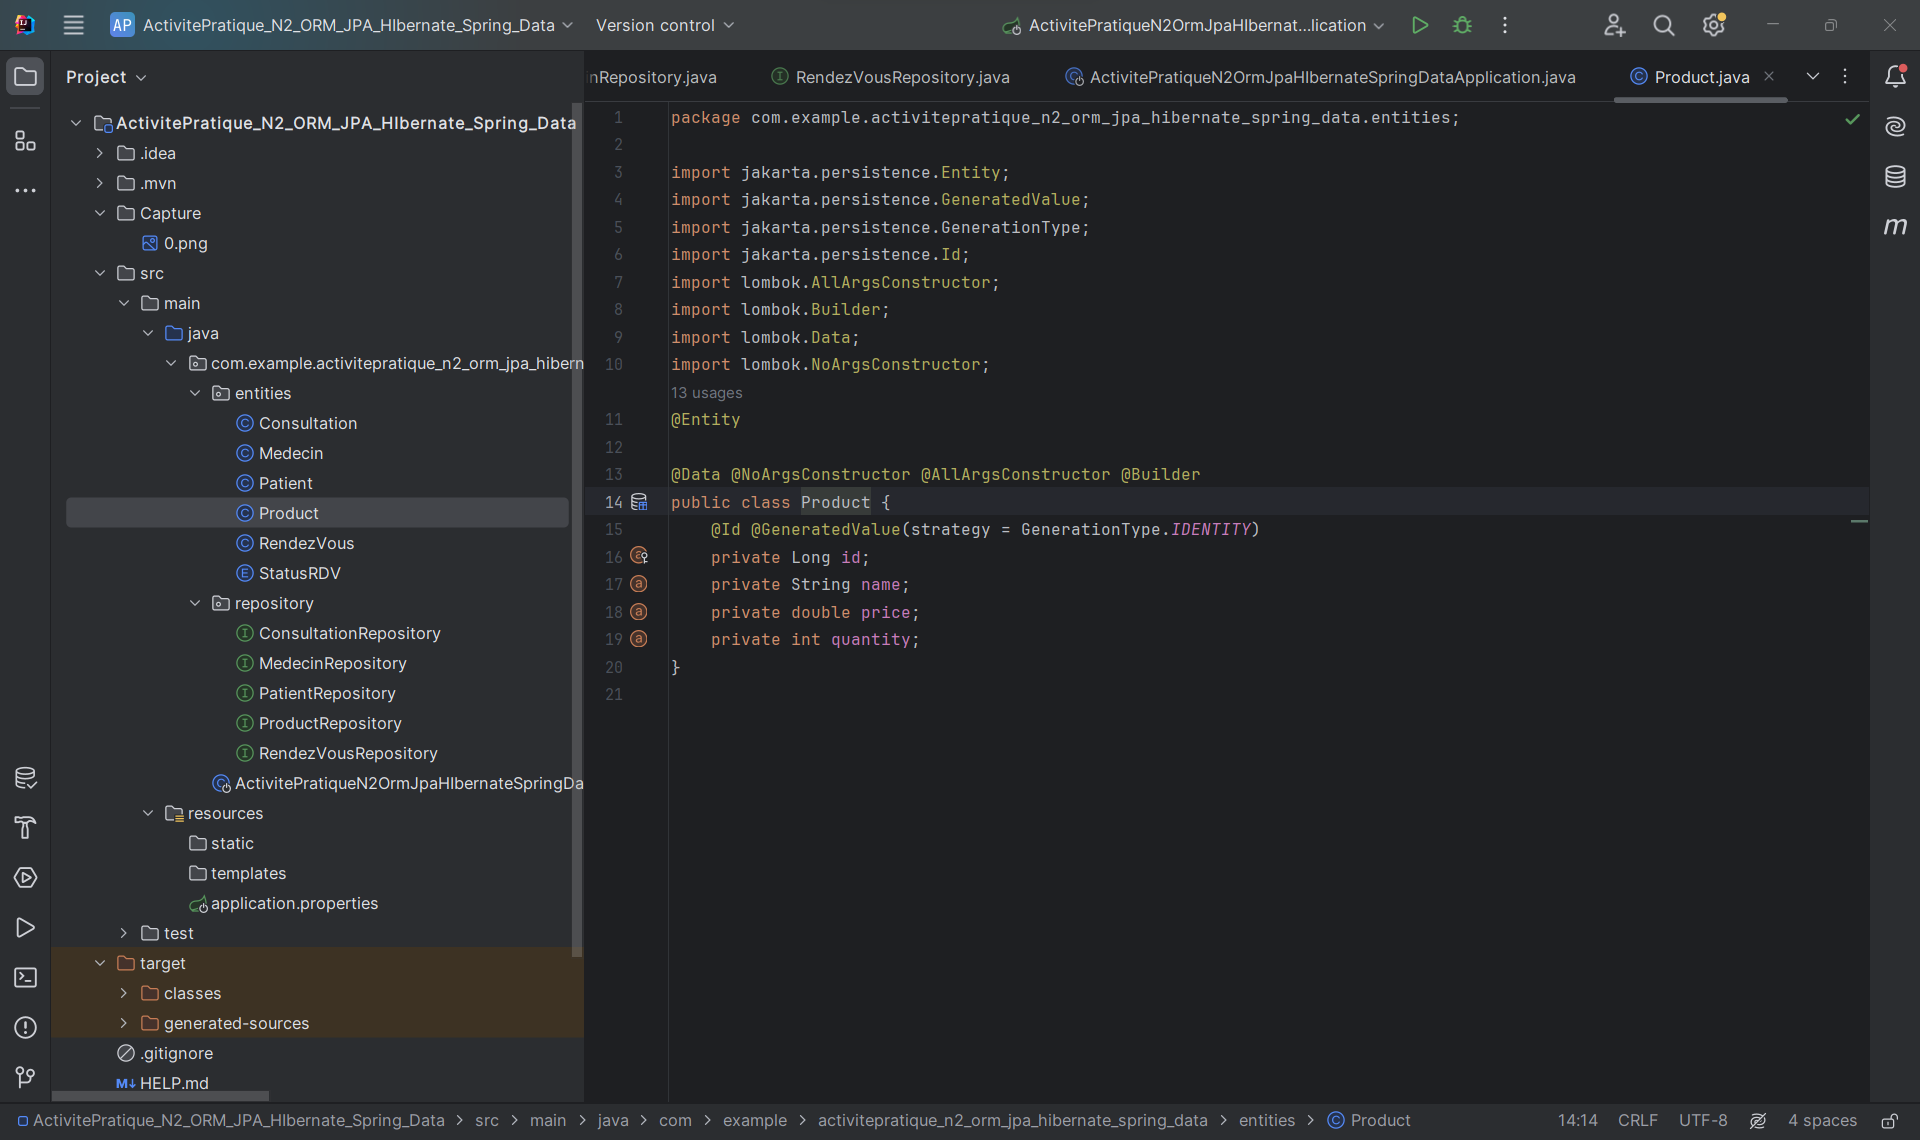 AP ActivitePratique_N2_ORM_JPA_HIbernate_Spring_Data Version control ActivitePratiqueN2OrmJpaHIbernat...lication
Project
nRepository.java RendezVousRepository.java ActivitePratiqueN2OrmJpaHIbernateSpringDataApplication.java Product.java
ActivitePratique_N2_ORM_JPA_HIbernate_Spring_Data
.idea
.mvn
Capture
0.png
src
main
java
com.example.activitepratique_n2_orm_jpa_hibern
entities
Consultation
Medecin
Patient
Product
RendezVous
StatusRDV
repository
ConsultationRepository
MedecinRepository
PatientRepository
ProductRepository
RendezVousRepository
ActivitePratiqueN2OrmJpaHIbernateSpringDa
resources
static
templates
application.properties
test
target
classes
generated-sources
.gitignore
M↓ HELP.md
1 package com.example.activitepratique_n2_orm_jpa_hibernate_spring_data.entities;
2
3 import jakarta.persistence.Entity;
4 import jakarta.persistence.GeneratedValue;
5 import jakarta.persistence.GenerationType;
6 import jakarta.persistence.Id;
7 import lombok.AllArgsConstructor;
8 import lombok.Builder;
9 import lombok.Data;
10 import lombok.NoArgsConstructor;
13 usages
11 @Entity
12
13 @Data @NoArgsConstructor @AllArgsConstructor @Builder
14 public class Product {
15 @Id @GeneratedValue(strategy = GenerationType.IDENTITY)
16 private Long id;
17 private String name;
18 private double price;
19 private int quantity;
20 }
21
ActivitePratique_N2_ORM_JPA_HIbernate_Spring_Data > src > main > java > com > example > activitepratique_n2_orm_jpa_hibernate_spring_data > entities > Product 14:14 CRLF UTF-8 4 spaces